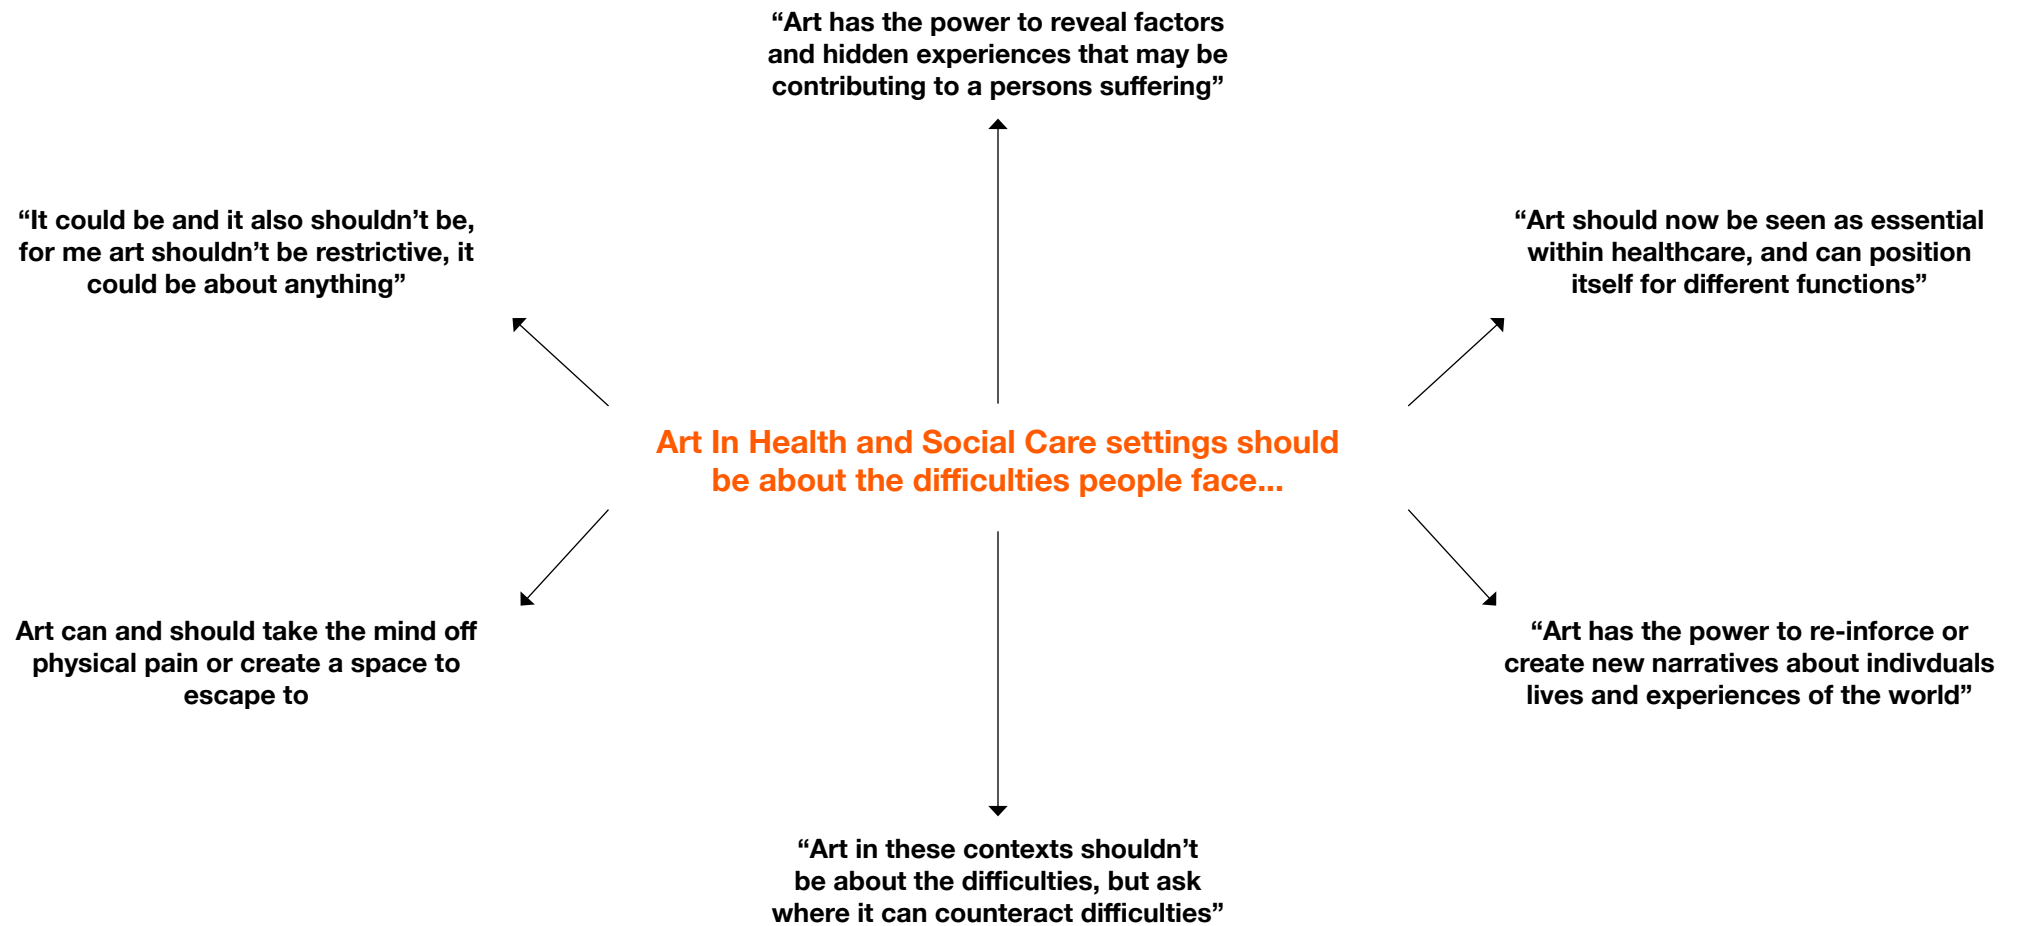 “Art has the power to reveal factors
and hidden experiences that may be
contributing to a persons suffering”
“It could be and it also shouldn’t be,
for me art shouldn’t be restrictive, it
could be about anything”
“Art should now be seen as essential
within healthcare, and can position
itself for different functions”
Art In Health and Social Care settings should
be about the difficulties people face...
Art can and should take the mind off
physical pain or create a space to
escape to
“Art has the power to re-inforce or
create new narratives about indivduals
lives and experiences of the world”
“Art in these contexts shouldn’t
be about the difficulties, but ask
where it can counteract difficulties”